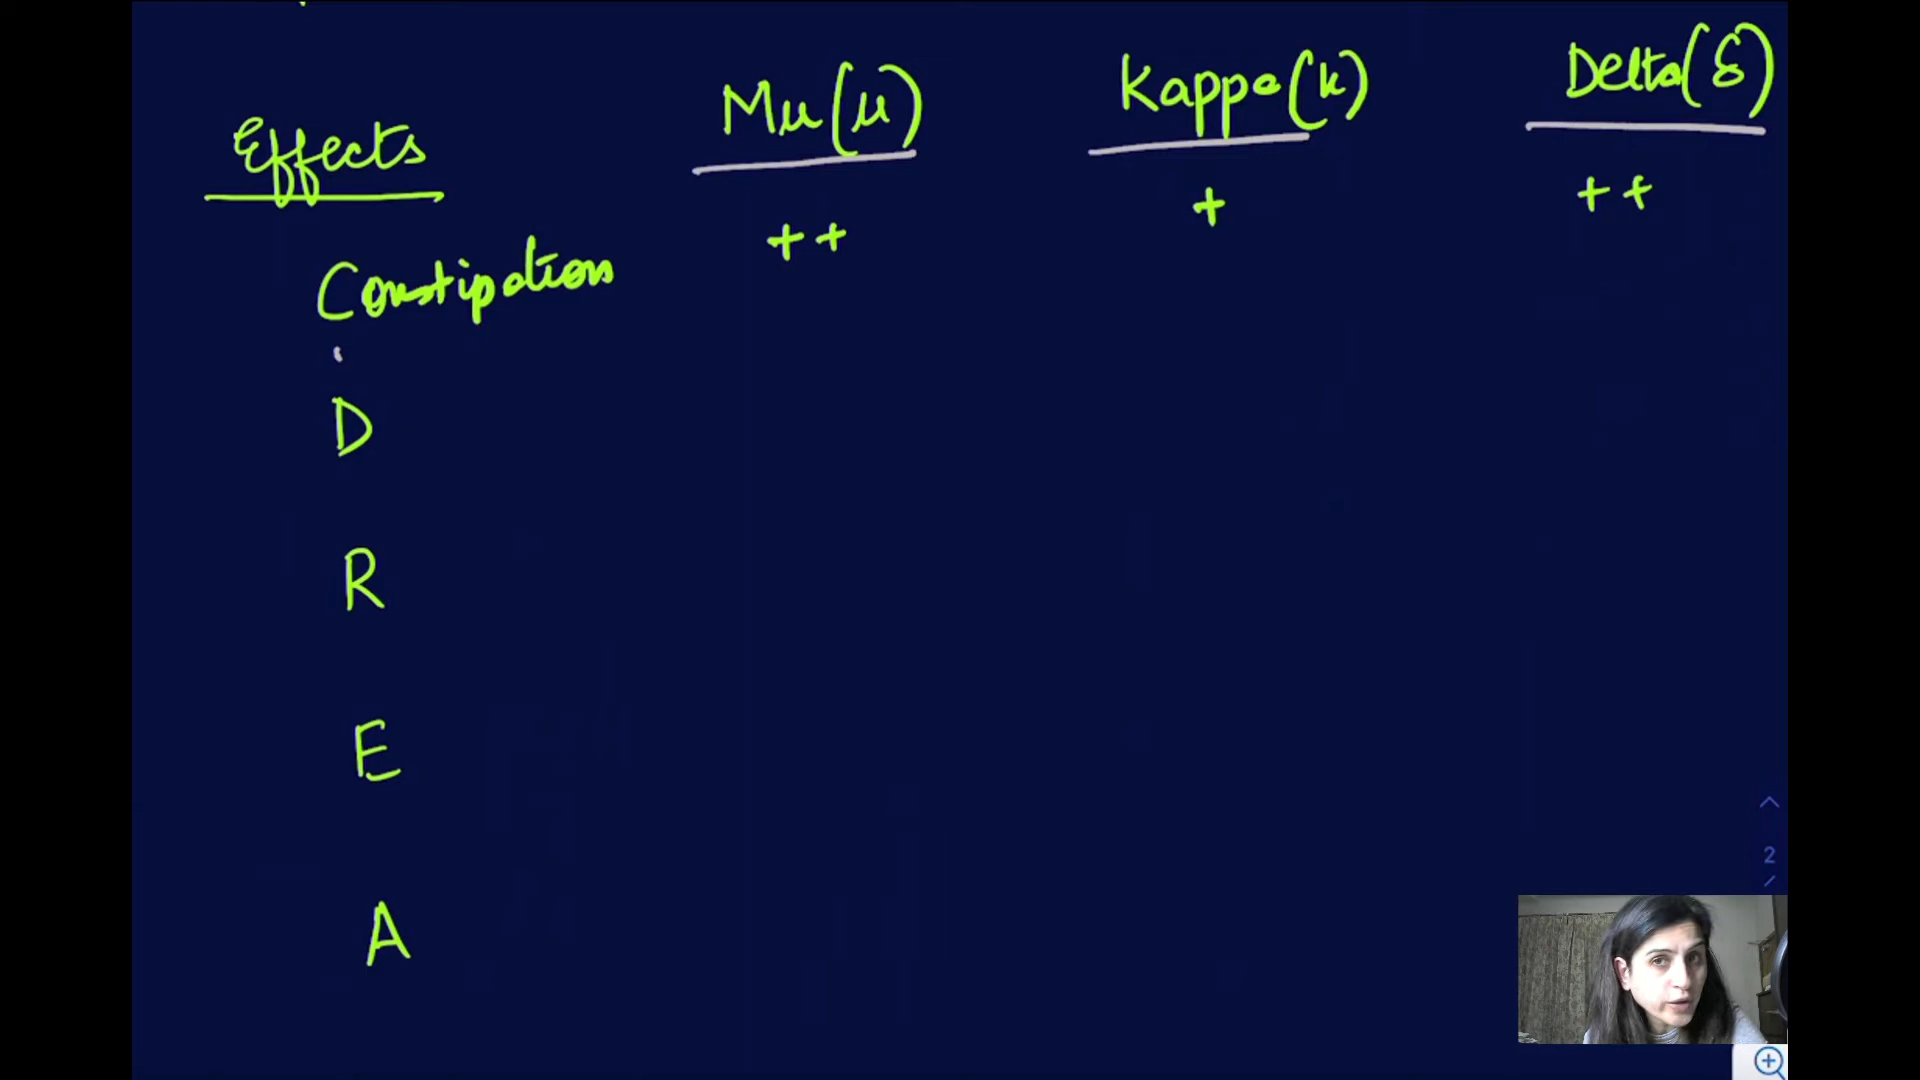 Effects Mu(μ) Kappa(k) Delta(δ)
Constipation ++ + ++
D
R
E
A
2